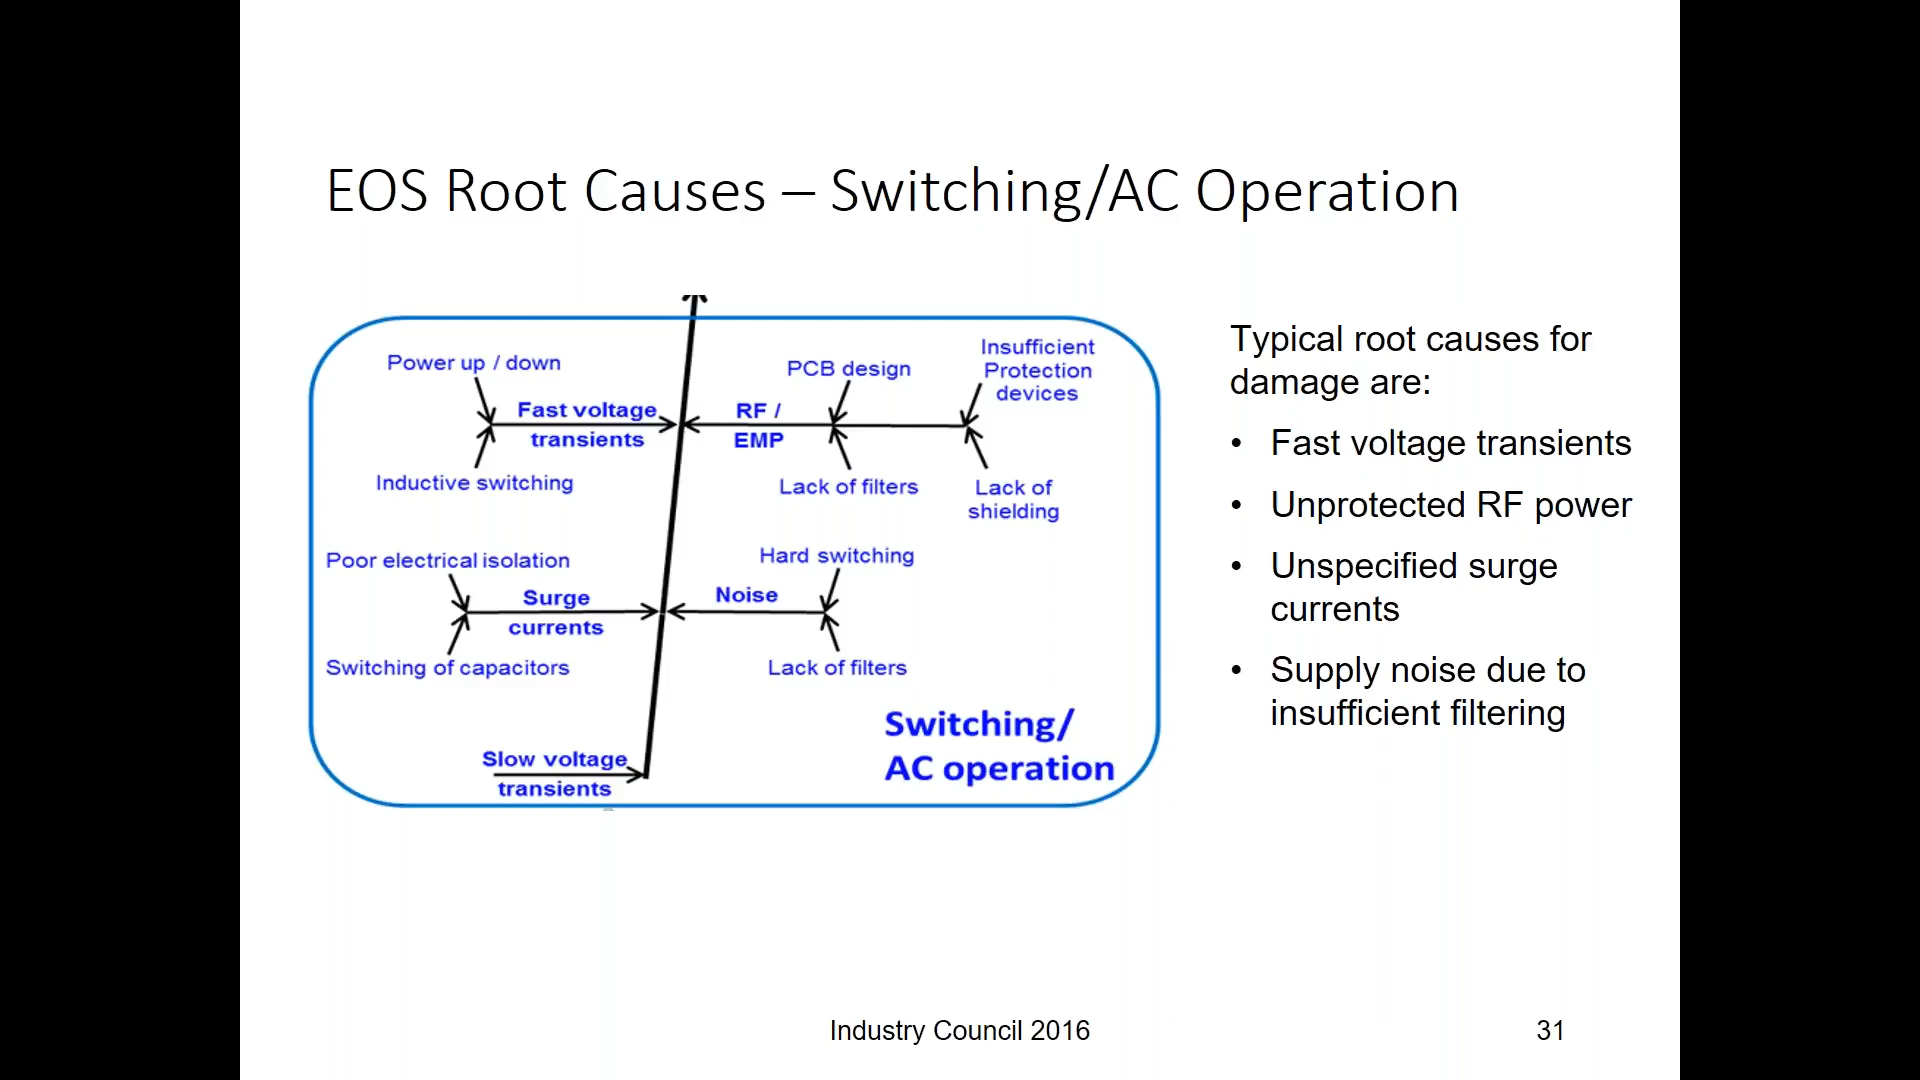 EOS Root Causes – Switching/AC Operation
Power up / down
Fast voltage
transients
Inductive switching
RF /
EMP
PCB design
Lack of filters
Insufficient
Protection
devices
Lack of
shielding
Poor electrical isolation
Surge
currents
Switching of capacitors
Hard switching
Noise
Lack of filters
Slow voltage
transients
Switching/
AC operation
Typical root causes for
damage are:
• Fast voltage transients
• Unprotected RF power
• Unspecified surge
currents
• Supply noise due to
insufficient filtering
Industry Council 2016
31